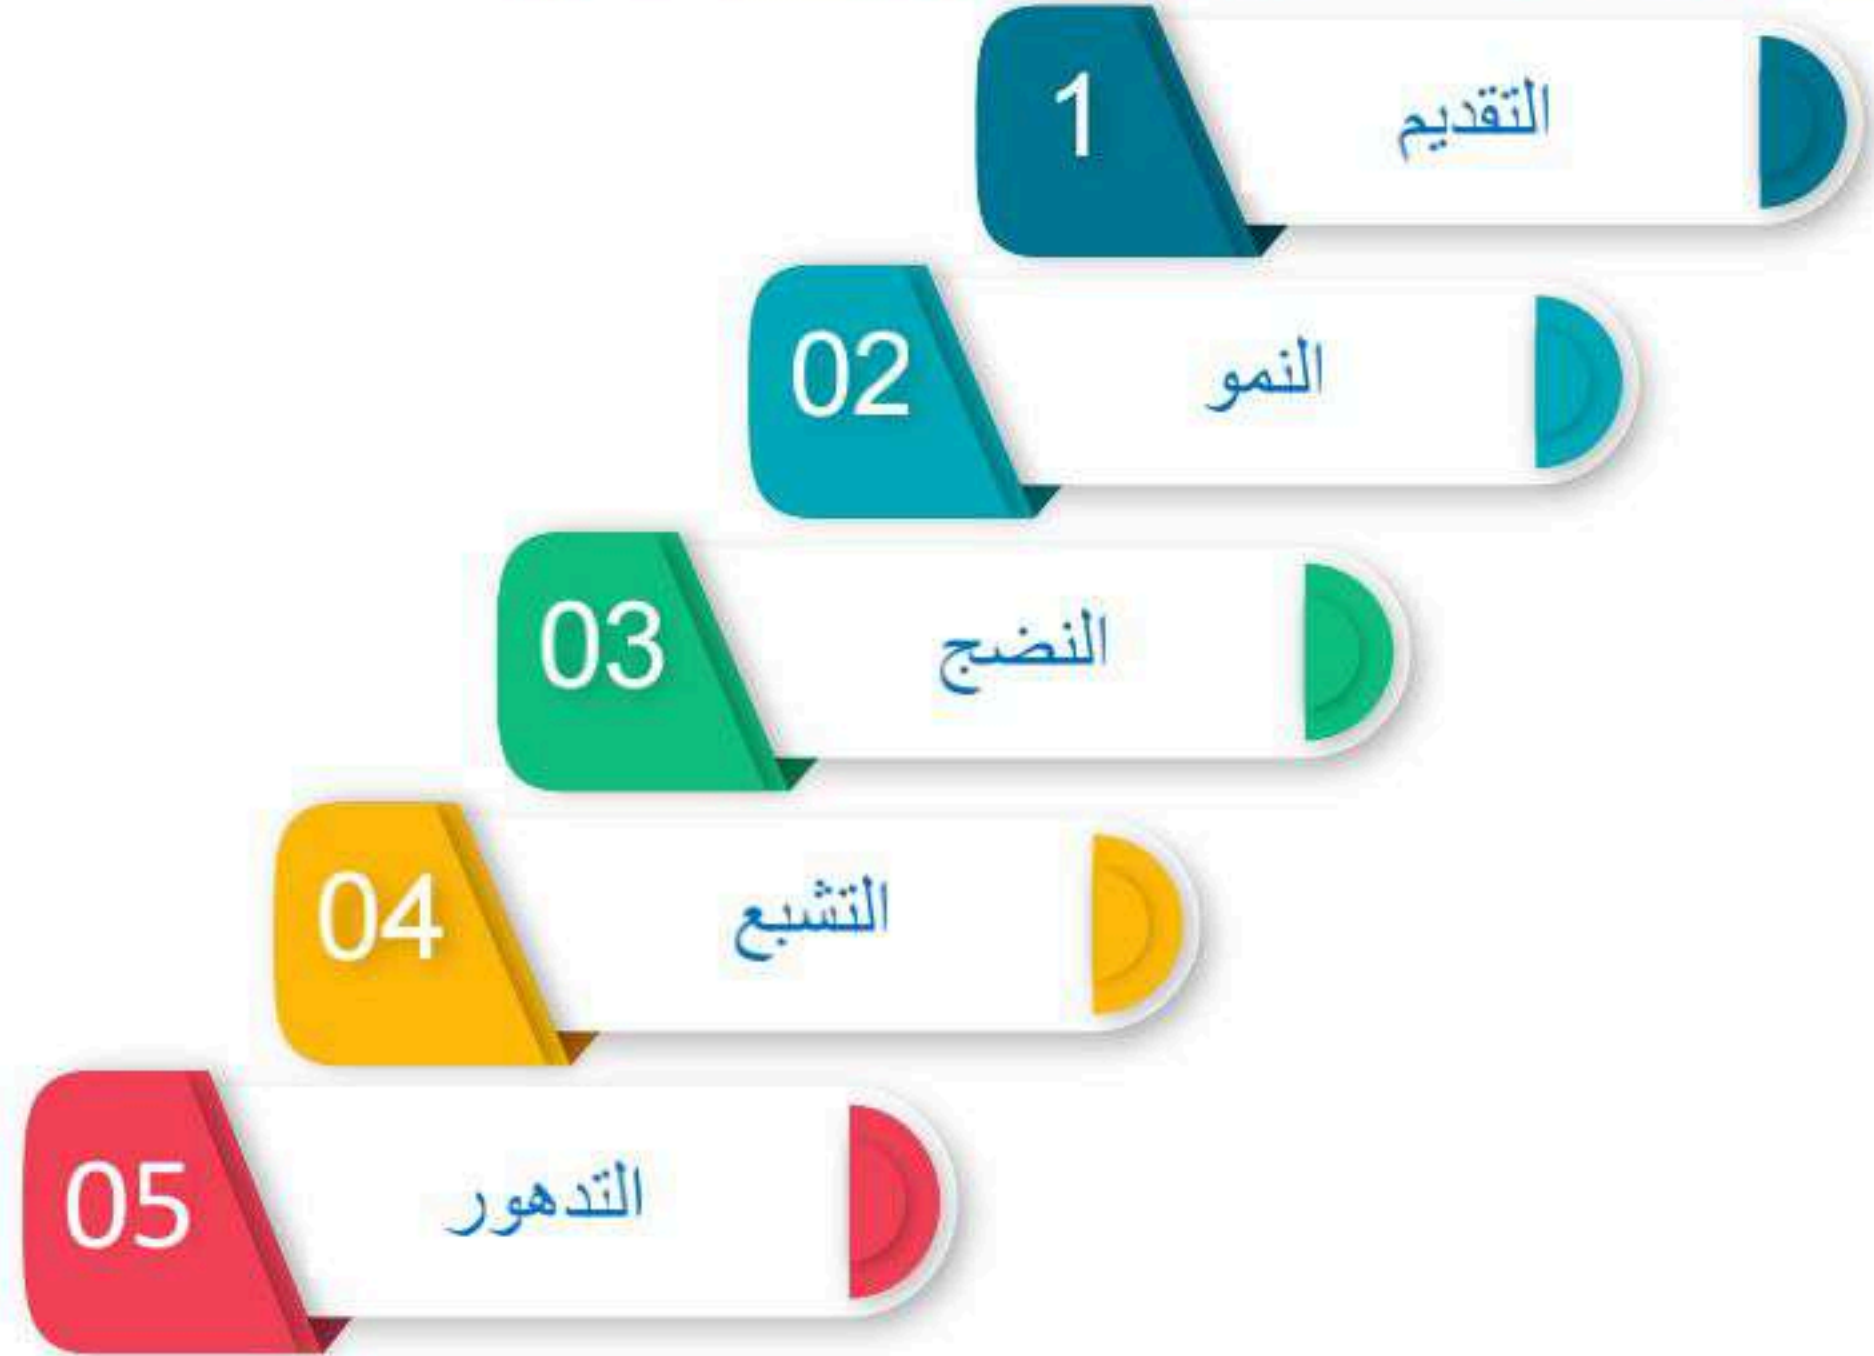 1 التقديم
02 النمو
03 النضج
04 التشبع
05 التدهور